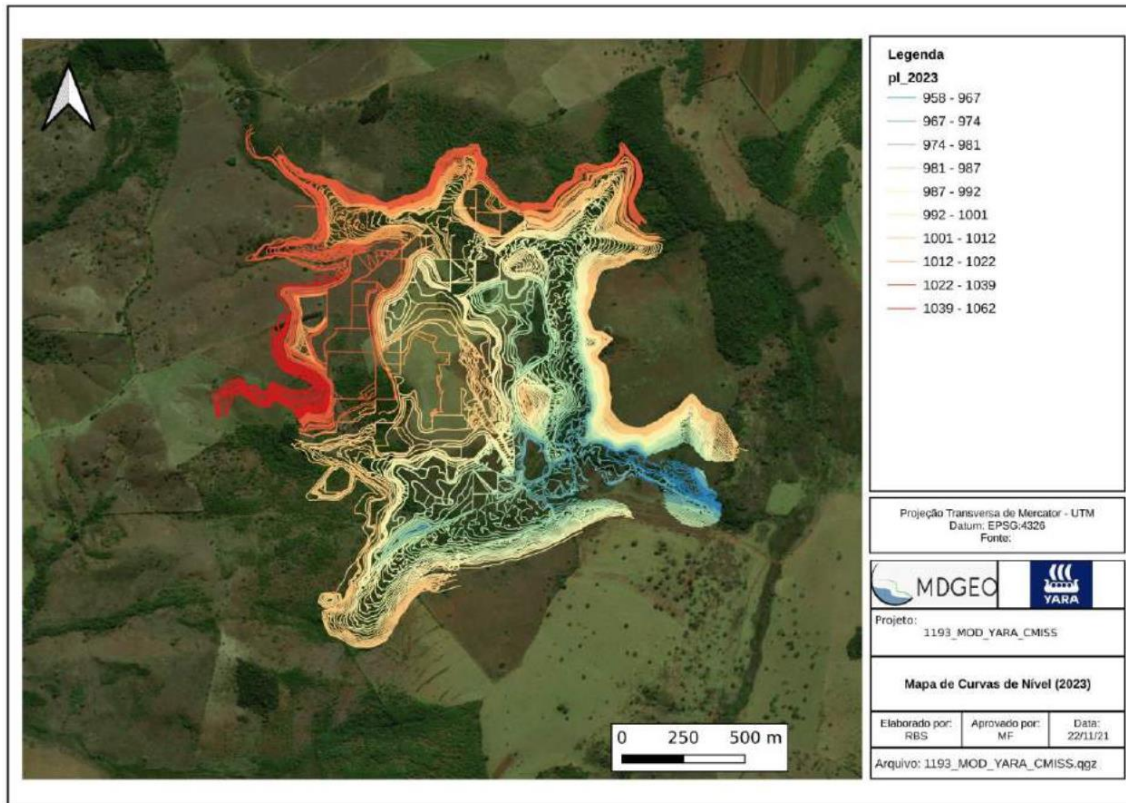 Legenda
pl_2023
958 - 967
967 - 974
974 - 981
981 - 987
987 - 992
992 - 1001
1001 - 1012
1012 - 1022
1022 - 1039
1039 - 1062
Projeção Transversa de Mercator - UTM
Datum: EPSG:4326
Fonte:
MDGEO
YARA
Projeto:
1193_MOD_YARA_CMISS
Mapa de Curvas de Nível (2023)
Elaborado por: Aprovado por: Data:
RBS MF 22/11/21
Arquivo: 1193_MOD_YARA_CMISS.qgz
0 250 500 m